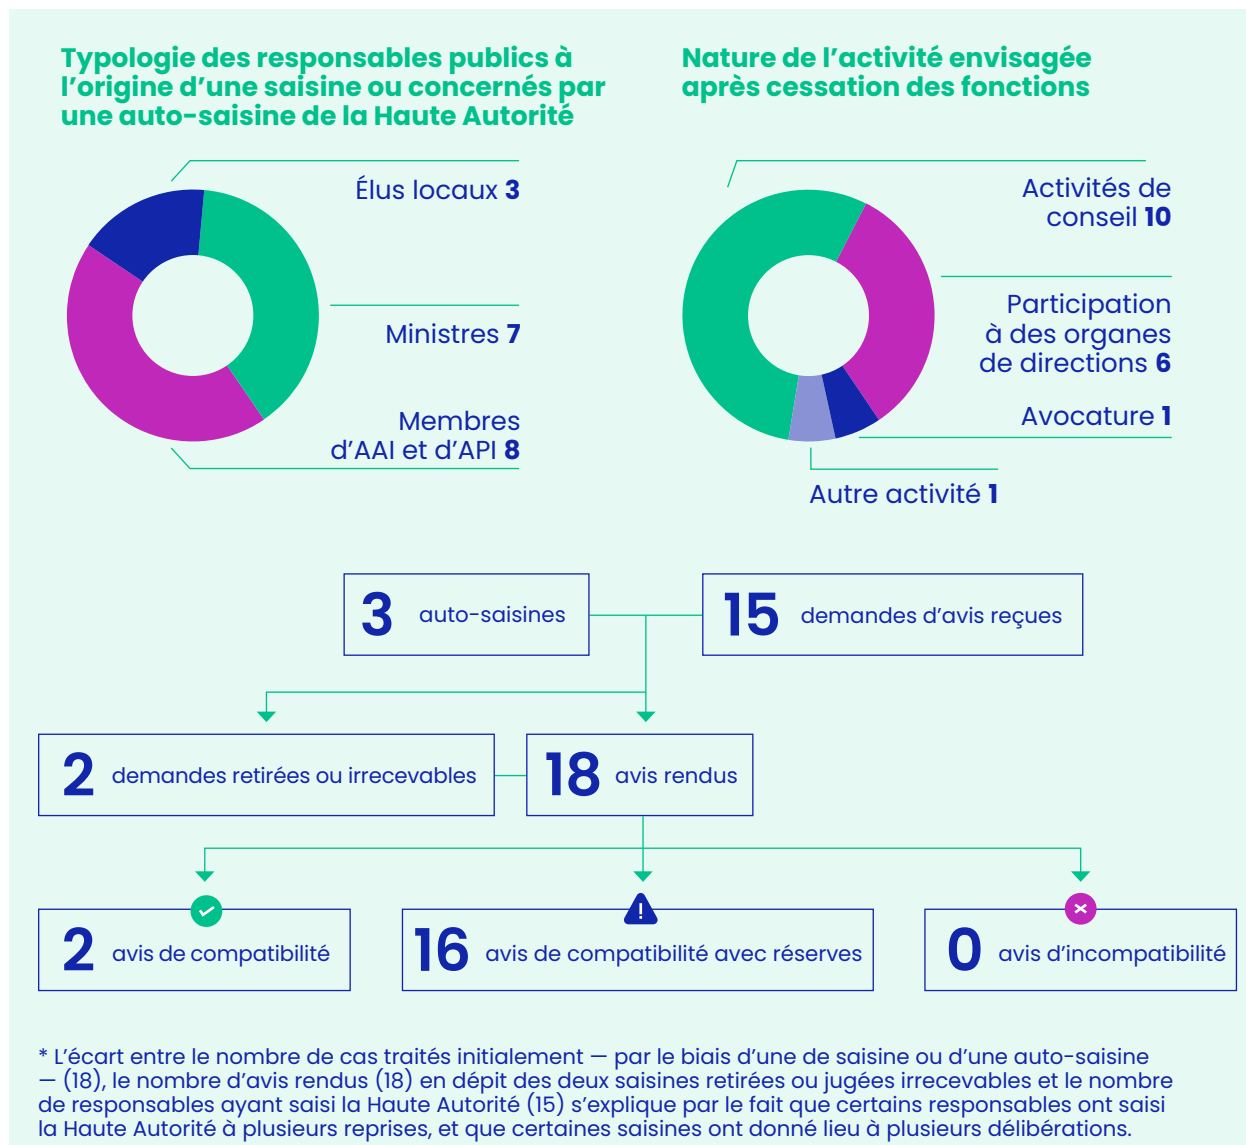 Typologie des responsables publics à
l’origine d’une saisine ou concernés par
une auto-saisine de la Haute Autorité
Élus locaux 3
Ministres 7
Membres
d’AAI et d’API 8
Nature de l’activité envisagée
après cessation des fonctions
Activités de
conseil 10
Participation
à des organes
de directions 6
Avocature 1
Autre activité 1
3 auto-saisines
15 demandes d’avis reçues
2 demandes retirées ou irrecevables
18 avis rendus
2 avis de compatibilité
16 avis de compatibilité avec réserves
0 avis d’incompatibilité
* L’écart entre le nombre de cas traités initialement — par le biais d’une de saisine ou d’une auto-saisine
— (18), le nombre d’avis rendus (18) en dépit des deux saisines retirées ou jugées irrecevables et le nombre
de responsables ayant saisi la Haute Autorité (15) s’explique par le fait que certains responsables ont saisi
la Haute Autorité à plusieurs reprises, et que certaines saisines ont donné lieu à plusieurs délibérations.